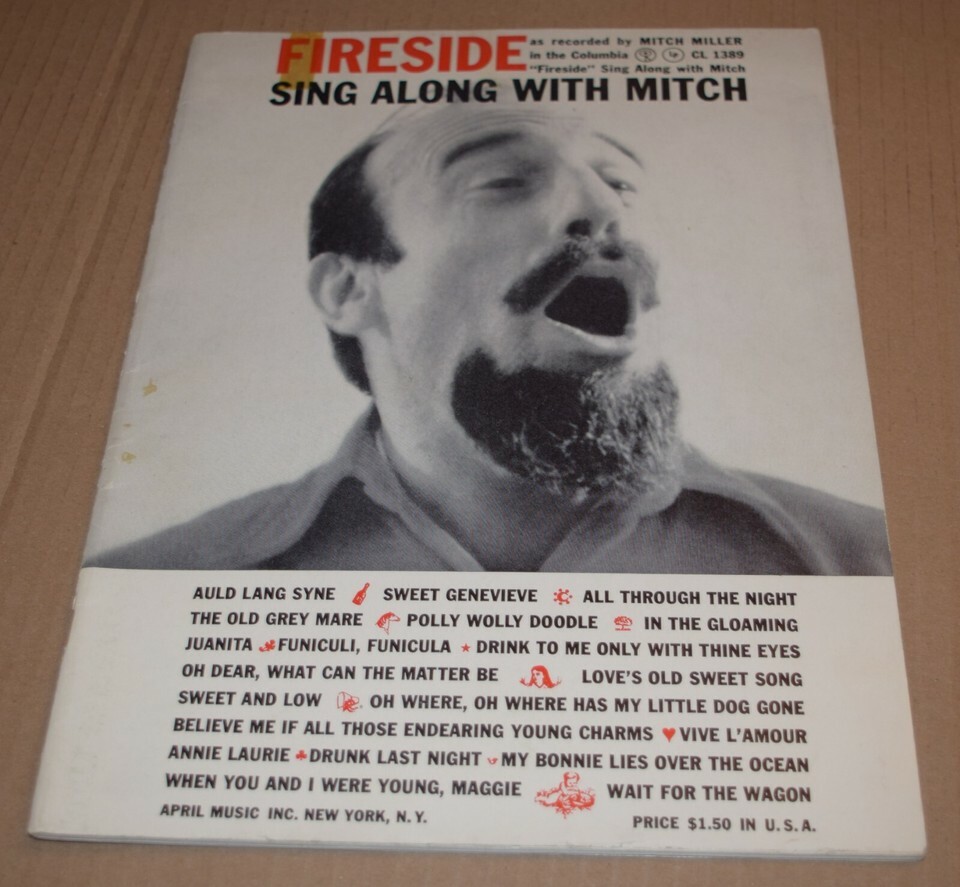 FIRESIDE
as recorded by MITCH MILLER
in the Columbia CL 1389
"Fireside" Sing Along with Mitch
SING ALONG WITH MITCH
AULD LANG SYNE SWEET GENEVIEVE ALL THROUGH THE NIGHT
THE OLD GREY MARE POLLY WOLLY DOODLE IN THE GLOAMING
JUANITA FUNICULI, FUNICULA ★ DRINK TO ME ONLY WITH THINE EYES
OH DEAR, WHAT CAN THE MATTER BE LOVE'S OLD SWEET SONG
SWEET AND LOW OH WHERE, OH WHERE HAS MY LITTLE DOG GONE
BELIEVE ME IF ALL THOSE ENDEARING YOUNG CHARMS ♥ VIVE L'AMOUR
ANNIE LAURIE ♣ DRUNK LAST NIGHT MY BONNIE LIES OVER THE OCEAN
WHEN YOU AND I WERE YOUNG, MAGGIE WAIT FOR THE WAGON
APRIL MUSIC INC. NEW YORK, N.Y.
PRICE $1.50 IN U.S.A.